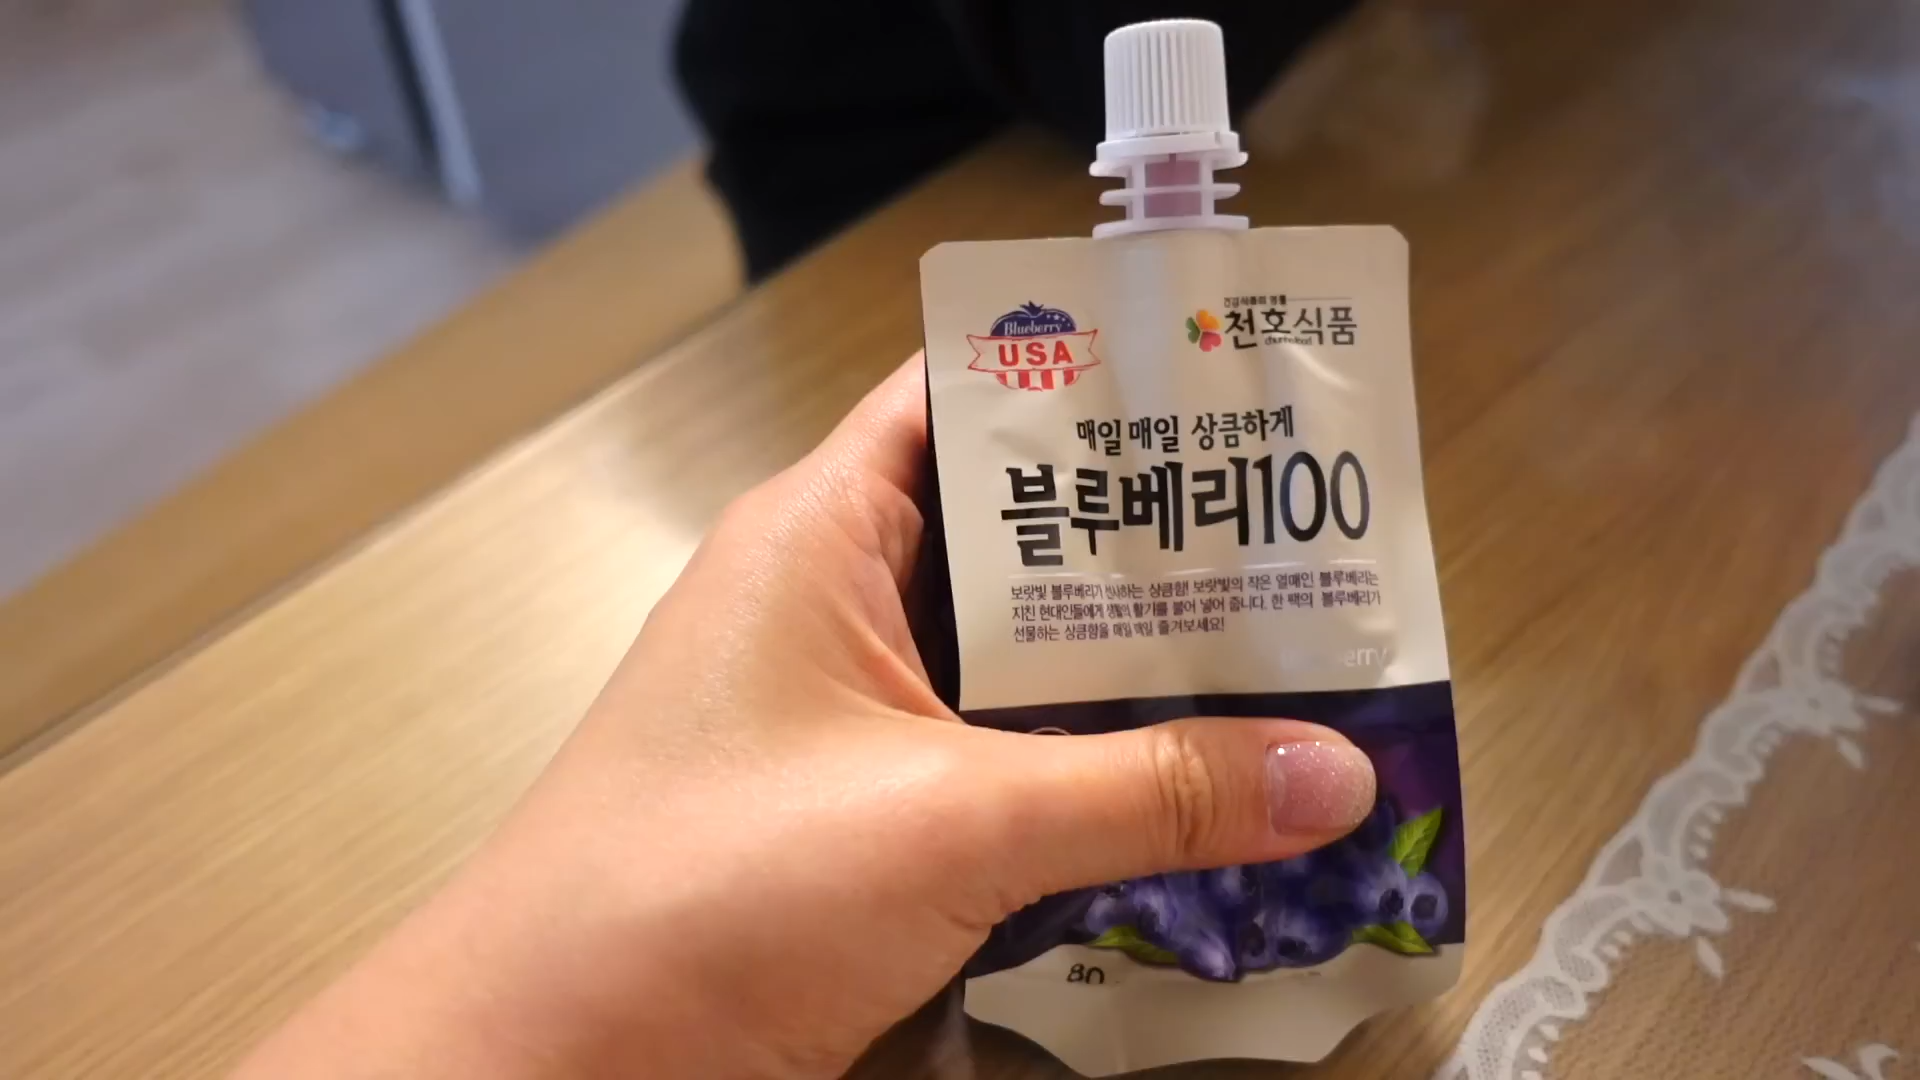 Blueberry
USA
건강식품의 명품
천호식품
매일매일 상큼하게
블루베리100
보랏빛 블루베리가 선사하는 상큼함! 보랏빛의 작은 열매인 블루베리는
지친 현대인들에게 생활의 활기를 불어 넣어 줍니다. 한 팩의 블루베리가
선물하는 상큼함을 매일매일 즐겨보세요!
80